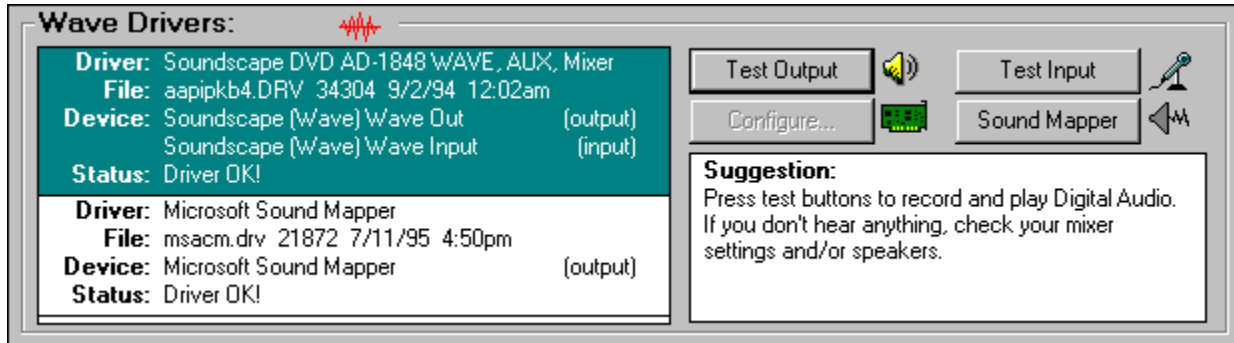 Wave Drivers:
Driver: Soundscape DVD AD-1848 WAVE, AUX, Mixer
File: aapipkb4.DRV 34304 9/2/94 12:02am
Device: Soundscape (Wave) Wave Out (output)
Soundscape (Wave) Wave Input (input)
Status: Driver OK!
Driver: Microsoft Sound Mapper
File: msacm.drv 21872 7/11/95 4:50pm
Device: Microsoft Sound Mapper (output)
Status: Driver OK!
Test Output
Test Input
Configure...
Sound Mapper
Suggestion:
Press test buttons to record and play Digital Audio.
If you don't hear anything, check your mixer
settings and/or speakers.